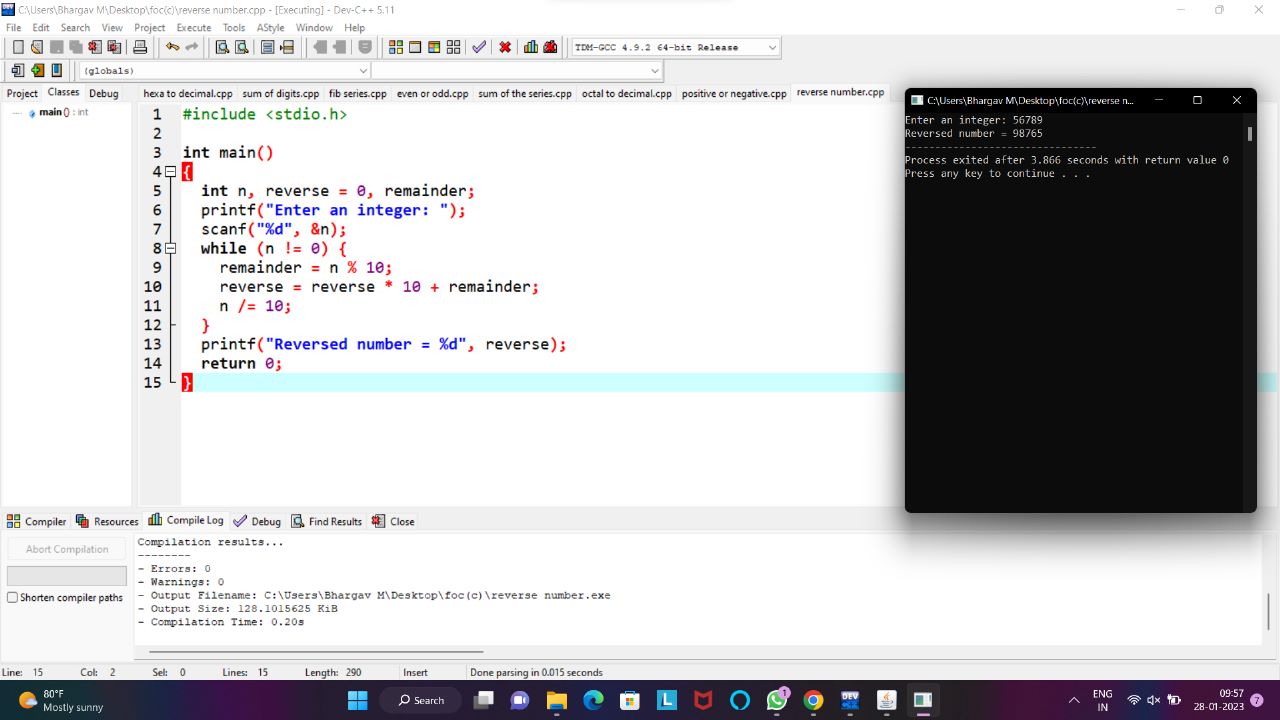 C:\Users\Bhargav M\Desktop\foc(c)\reverse number.cpp - [Executing] - Dev-C++ 5.11
File Edit Search View Project Execute Tools AStyle Window Help
TDM-GCC 4.9.2 64-bit Release
(globals)
Project Classes Debug
hexa to decimal.cpp sum of digits.cpp fib series.cpp even or odd.cpp sum of the series.cpp octal to decimal.cpp positive or negative.cpp reverse number.cpp
main() : int
1 #include <stdio.h>
2
3 int main()
4 {
5 int n, reverse = 0, remainder;
6 printf("Enter an integer: ");
7 scanf("%d", &n);
8 while (n != 0) {
9 remainder = n % 10;
10 reverse = reverse * 10 + remainder;
11 n /= 10;
12 }
13 printf("Reversed number = %d", reverse);
14 return 0;
15 }
C:\Users\Bhargav M\Desktop\foc(c)\reverse n...
Enter an integer: 56789
Reversed number = 98765
--------------------------------
Process exited after 3.866 seconds with return value 0
Press any key to continue . . .
Compiler Resources Compile Log Debug Find Results Close
Abort Compilation
Shorten compiler paths
Compilation results...
--------
- Errors: 0
- Warnings: 0
- Output Filename: C:\Users\Bhargav M\Desktop\foc(c)\reverse number.exe
- Output Size: 128.1015625 KiB
- Compilation Time: 0.20s
Line: 15 Col: 2 Sel: 0 Lines: 15 Length: 290 Insert Done parsing in 0.015 seconds
80°F
Mostly sunny
Search
L
1
DEV
ENG
IN
09:57
28-01-2023
7